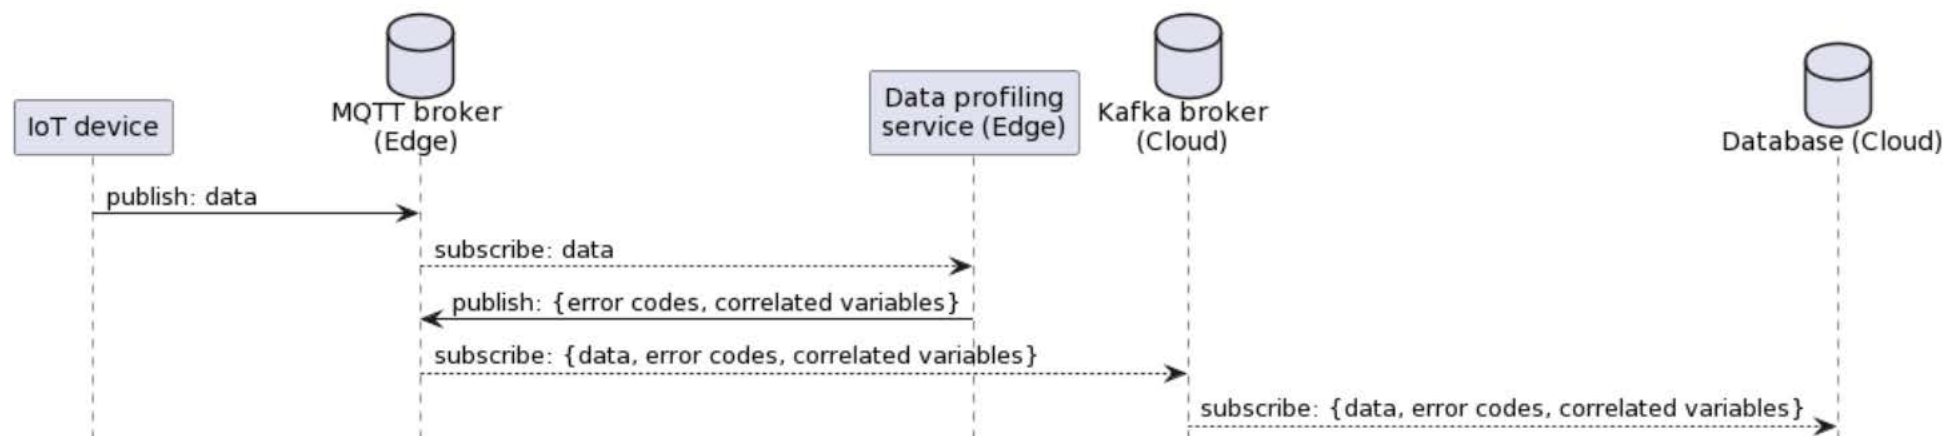 IoT device
MQTT broker
(Edge)
Data profiling
service (Edge)
Kafka broker
(Cloud)
Database (Cloud)
publish: data
subscribe: data
publish: {error codes, correlated variables}
subscribe: {data, error codes, correlated variables}
subscribe: {data, error codes, correlated variables}